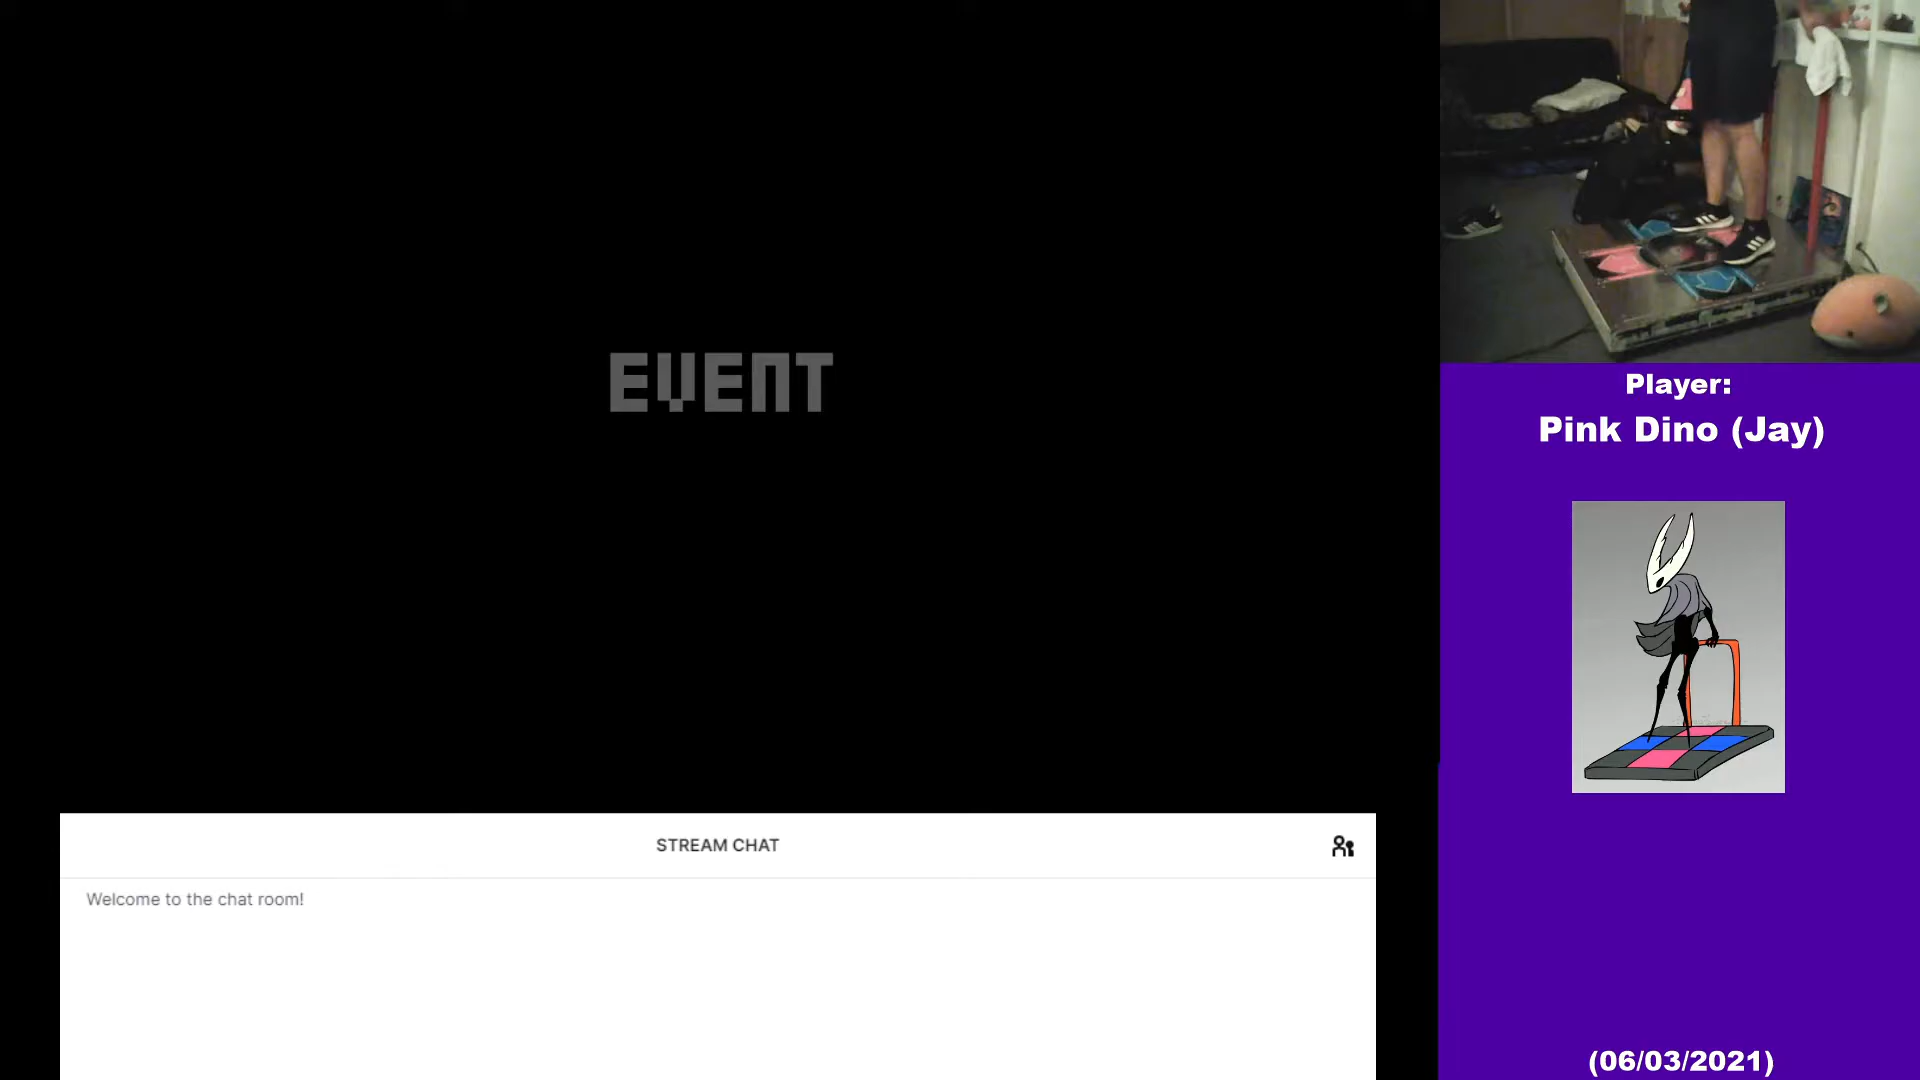 EVENT
Player:
Pink Dino (Jay)
STREAM CHAT
Welcome to the chat room!
(06/03/2021)